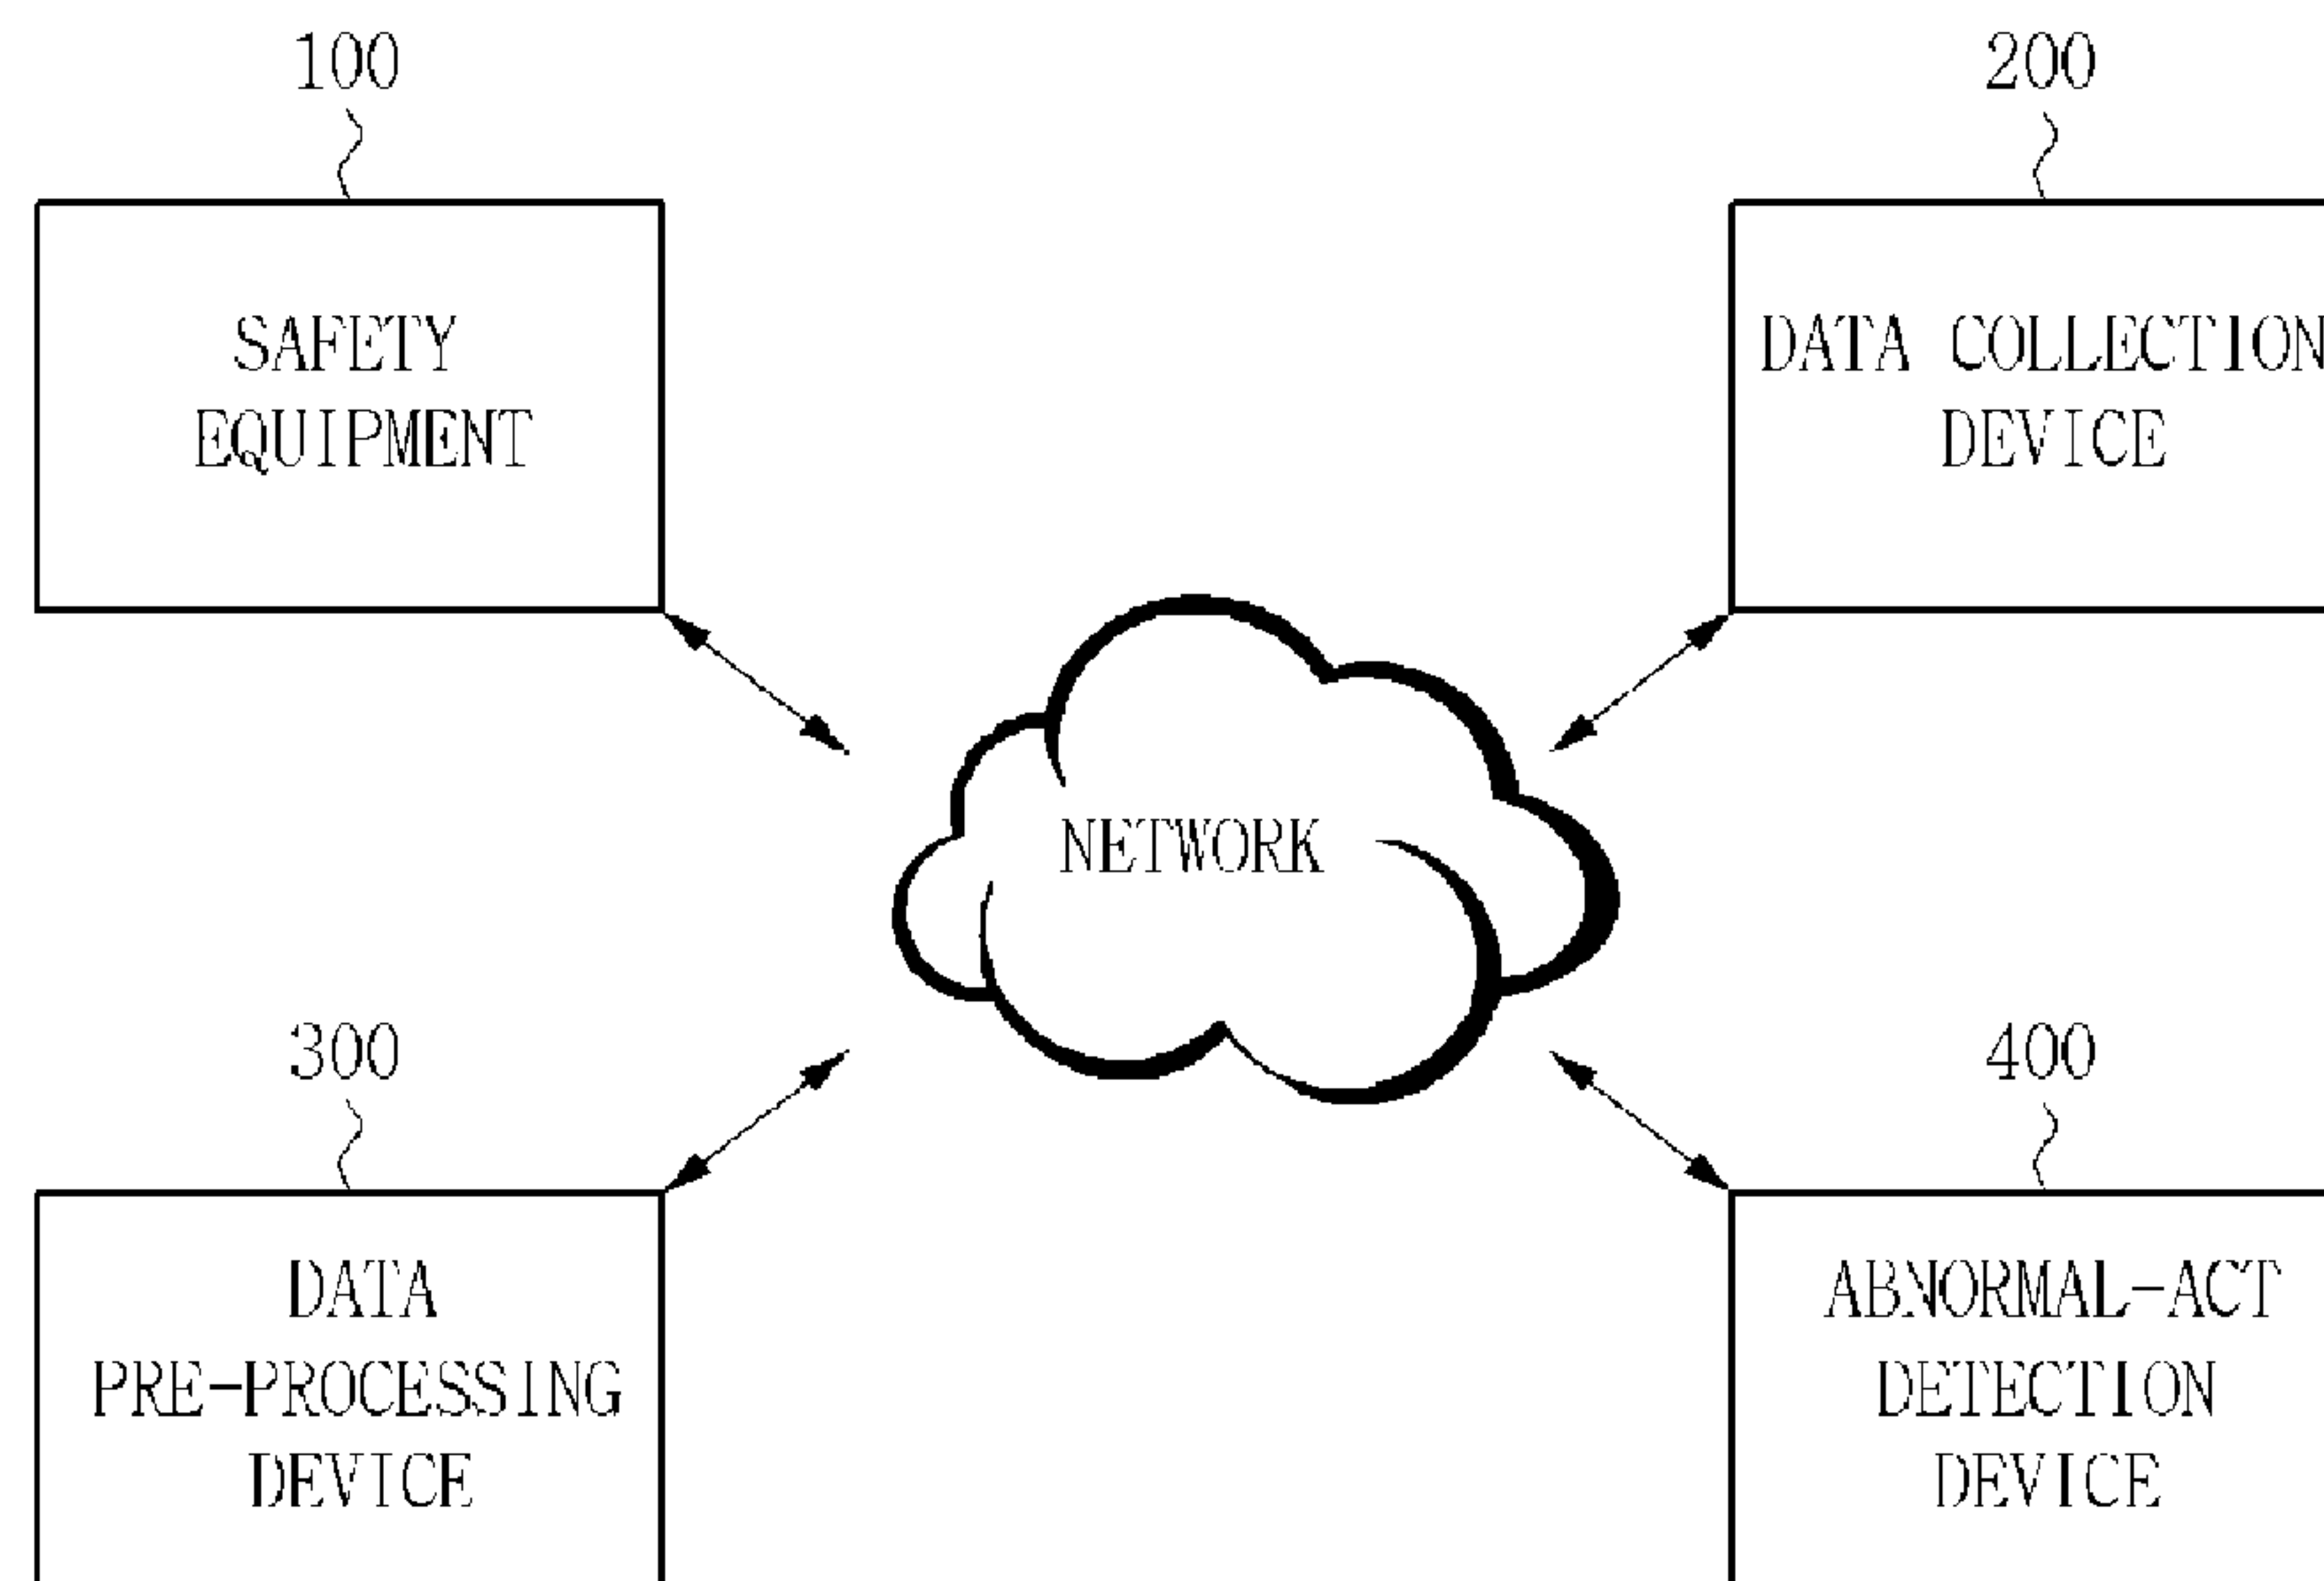 100
200
SAFETY
EQUIPMENT
DATA COLLECTION
DEVICE
NETWORK
300
400
DATA
PRE-PROCESSING
DEVICE
ABNORMAL-ACT
DETECTION
DEVICE